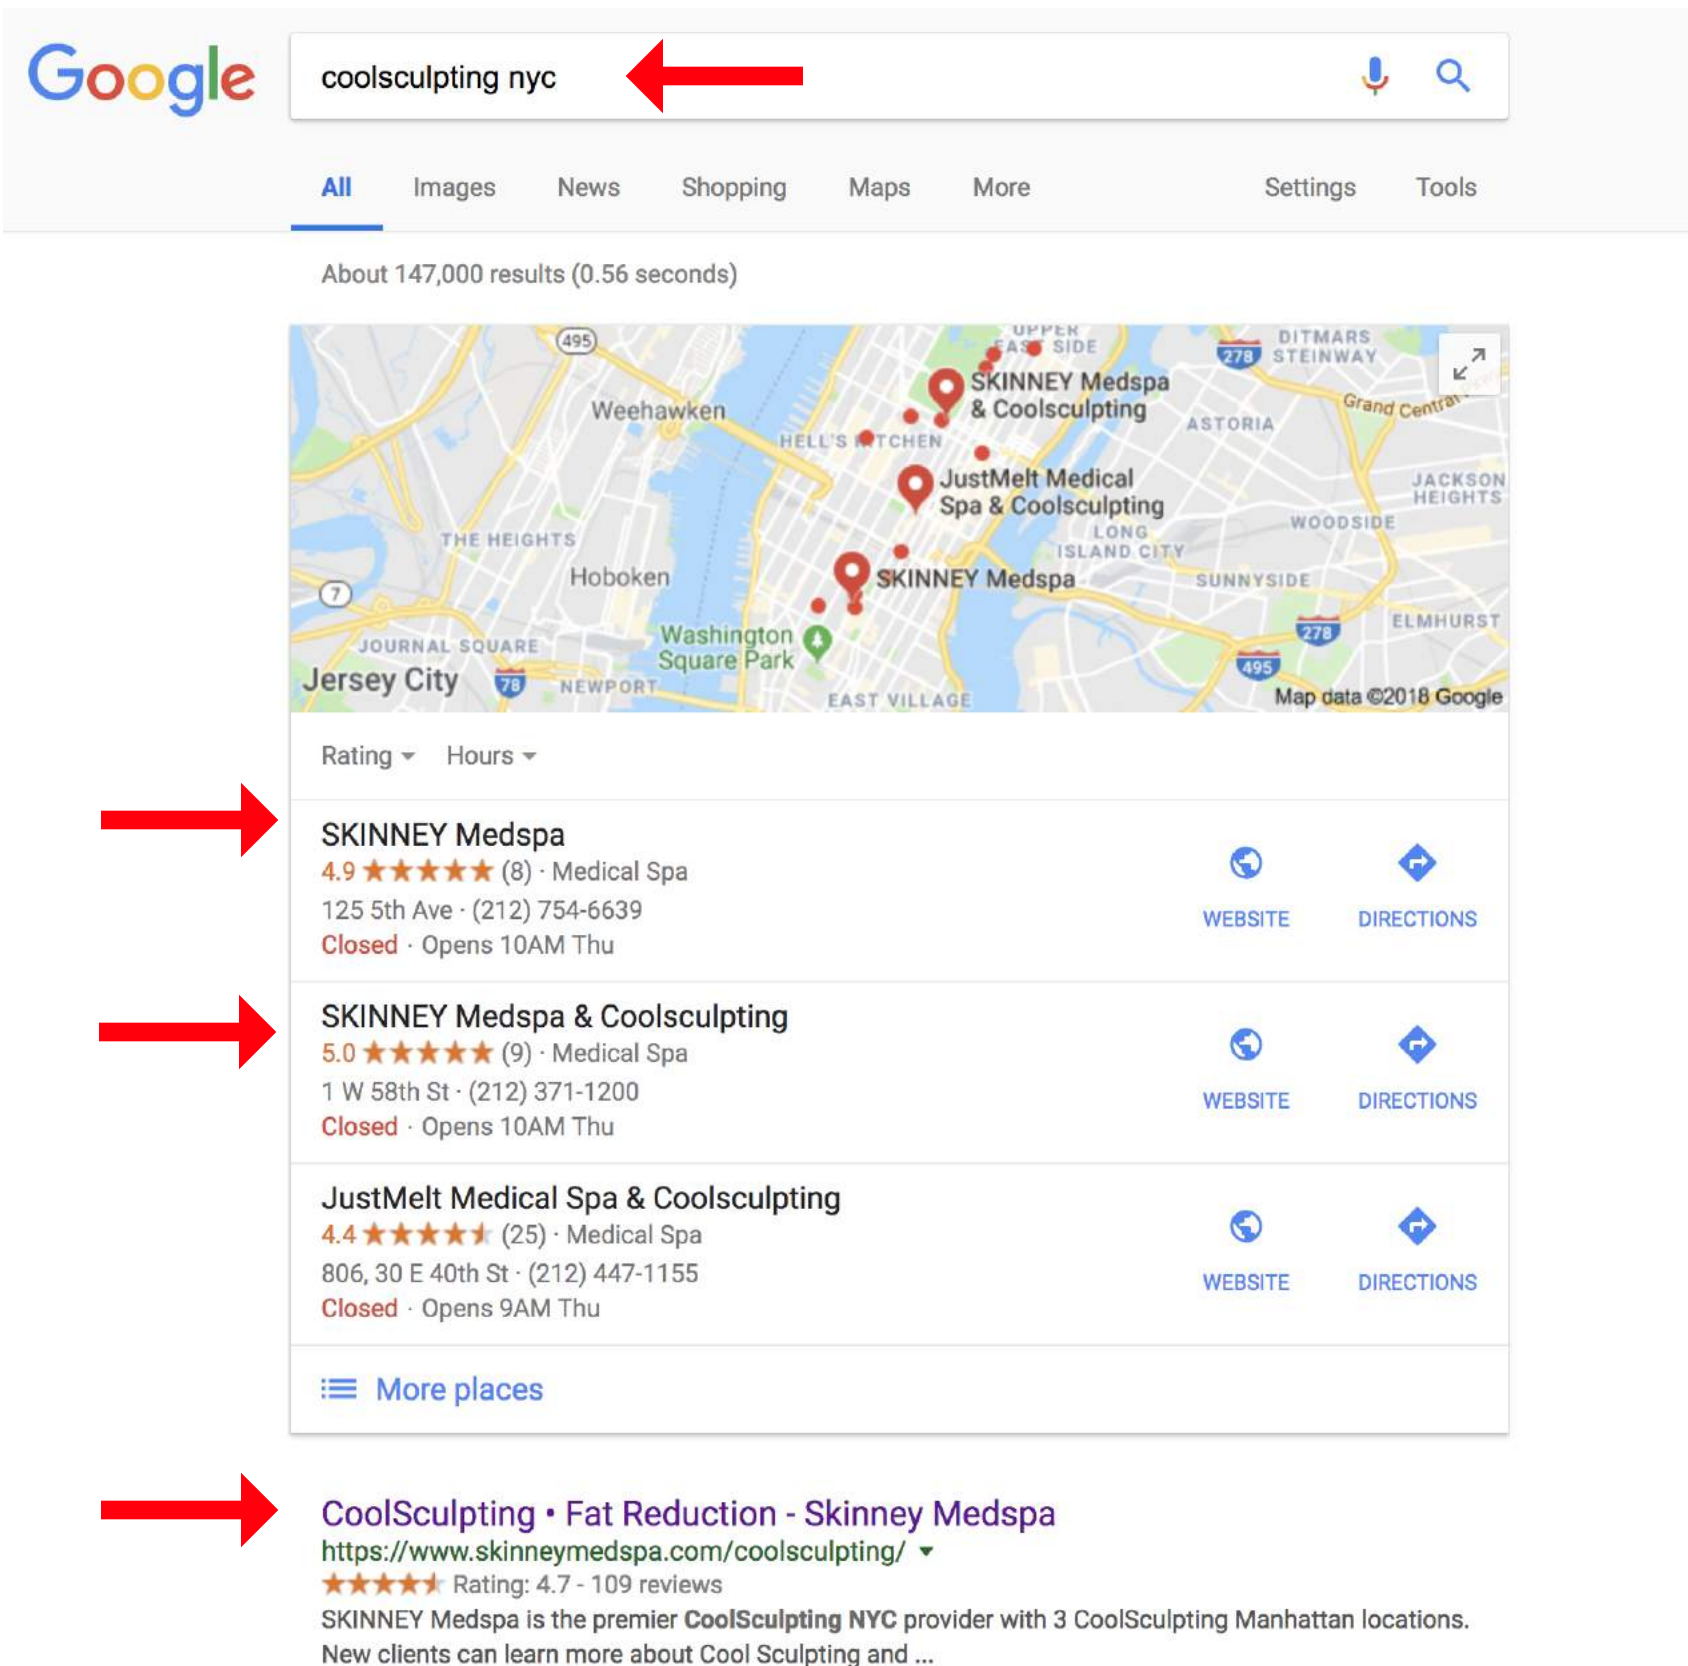 Google
coolsculpting nyc
All Images News Shopping Maps More Settings Tools
About 147,000 results (0.56 seconds)
495
UPPER
EAST SIDE
DITMARS
STEINWAY
278
SKINNEY Medspa
& Coolsculpting
Weehawken
Grand Central
ASTORIA
HELL'S KITCHEN
JustMelt Medical
Spa & Coolsculpting
JACKSON
HEIGHTS
WOODSIDE
LONG
ISLAND CITY
THE HEIGHTS
Hoboken
SKINNEY Medspa
SUNNYSIDE
7
ELMHURST
278
Washington
Square Park
JOURNAL SQUARE
495
Jersey City
78
NEWPORT
EAST VILLAGE
Map data ©2018 Google
Rating Hours
SKINNEY Medspa
4.9 (8) · Medical Spa
125 5th Ave · (212) 754-6639
Closed · Opens 10AM Thu
WEBSITE DIRECTIONS
SKINNEY Medspa & Coolsculpting
5.0 (9) · Medical Spa
1 W 58th St · (212) 371-1200
Closed · Opens 10AM Thu
WEBSITE DIRECTIONS
JustMelt Medical Spa & Coolsculpting
4.4 (25) · Medical Spa
806, 30 E 40th St · (212) 447-1155
Closed · Opens 9AM Thu
WEBSITE DIRECTIONS
More places
CoolSculpting • Fat Reduction - Skinney Medspa
https://www.skinneymedspa.com/coolsculpting/
Rating: 4.7 - 109 reviews
SKINNEY Medspa is the premier CoolSculpting NYC provider with 3 CoolSculpting Manhattan locations.
New clients can learn more about Cool Sculpting and ...